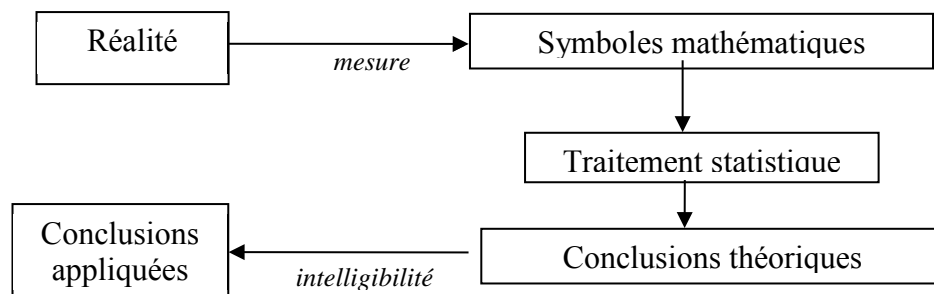 Réalité
mesure
Symboles mathématiques
Traitement statistique
Conclusions
appliquées
intelligibilité
Conclusions théoriques